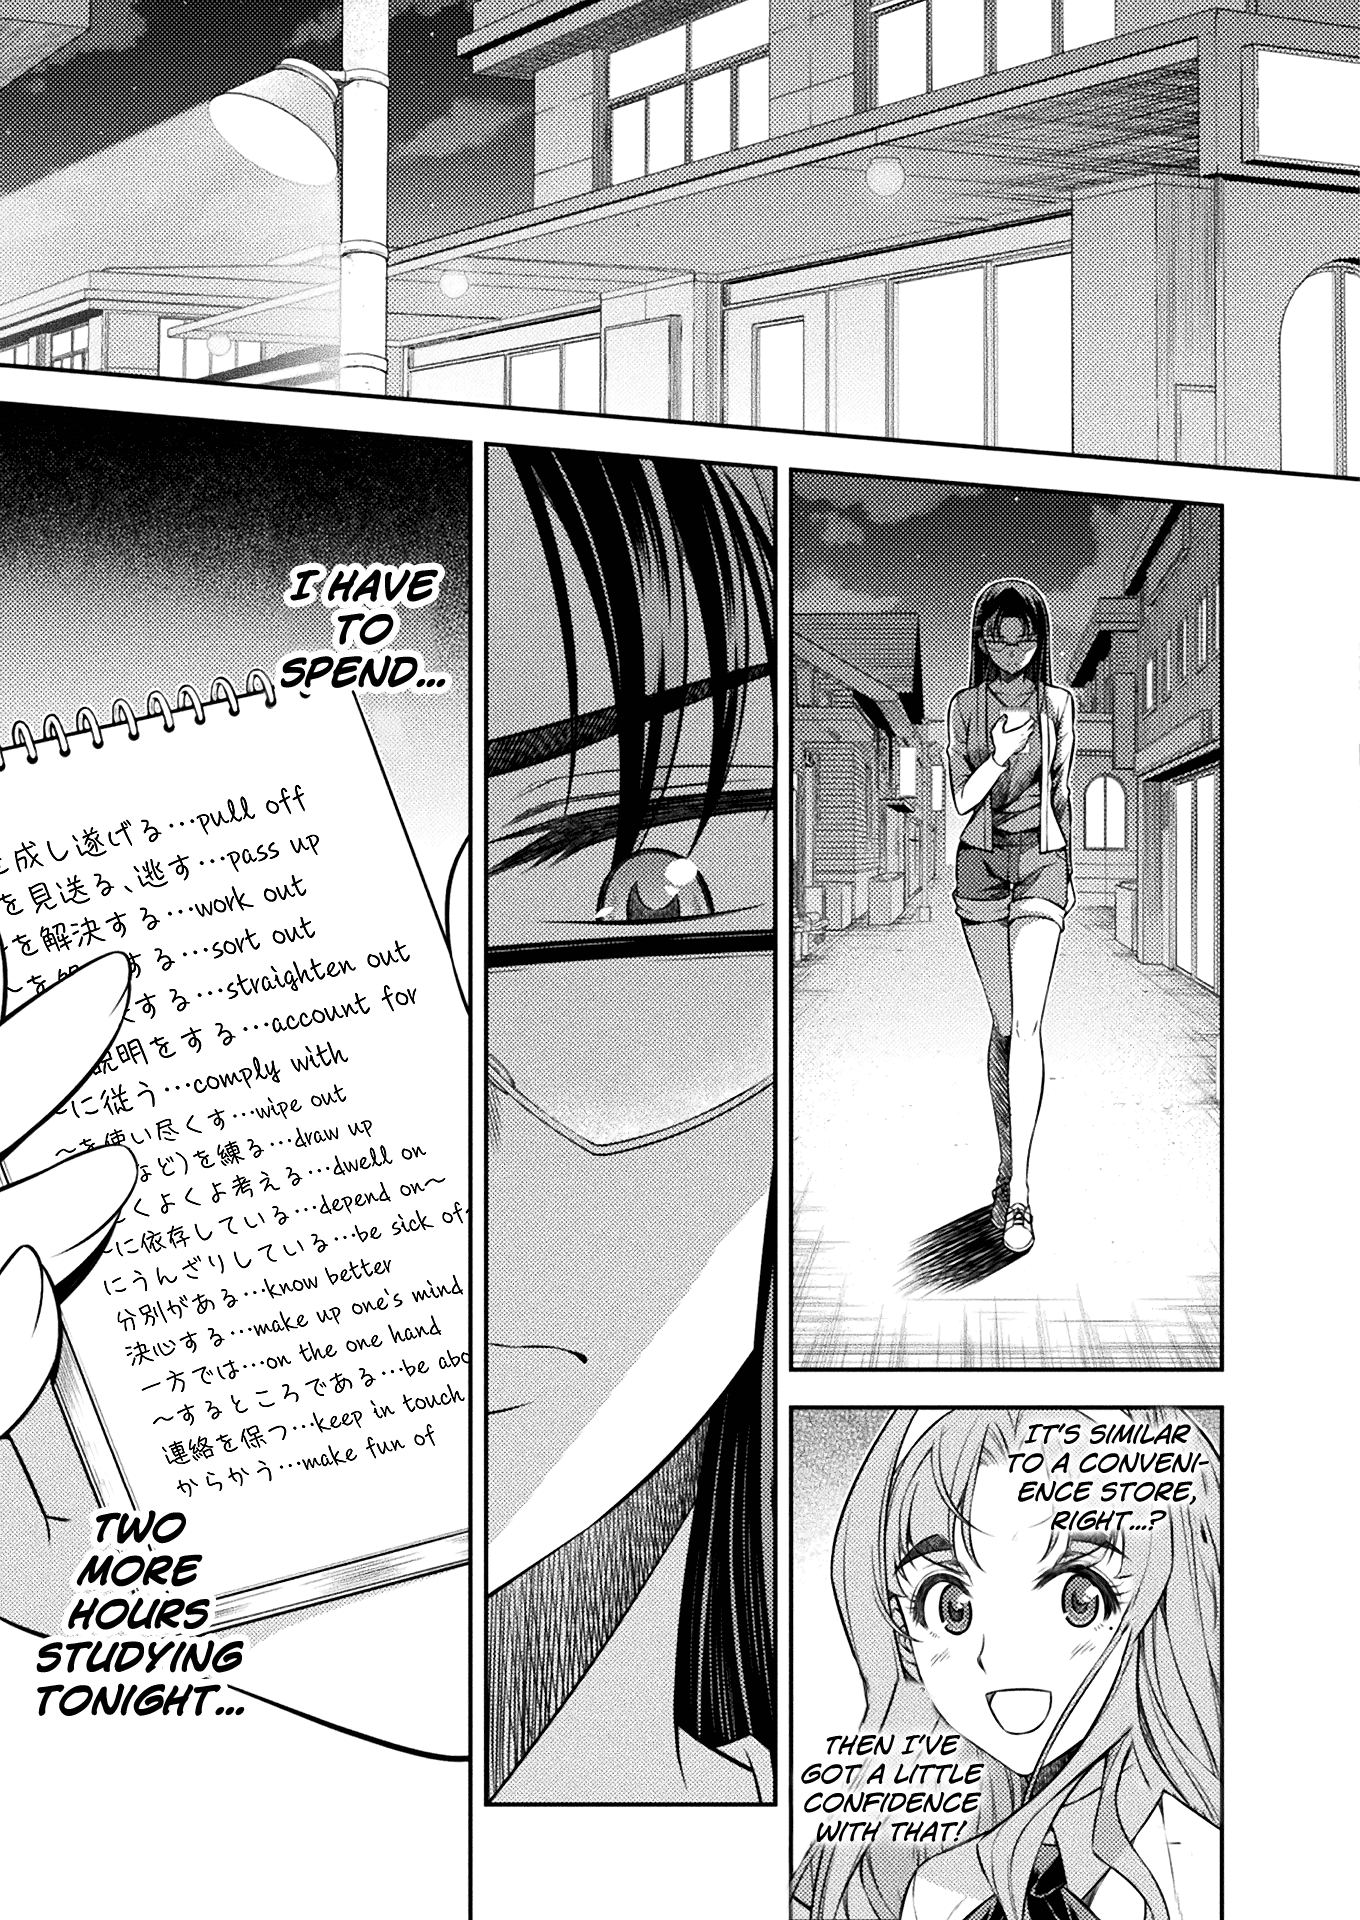 IT'S SIMILAR
TO A CONVENI-
ENCE STORE,
RIGHT...?
THEN I'VE
GOT A LITTLE
CONFIDENCE
WITH THAT!
I HAVE
TO
SPEND...
成し遂げる…pull off
を見送る、逃す…pass up
を解決する…work out
～を する…sort out
する…straighten out
説明をする…account for
～に従う…comply with
～を使い尽くす…wipe out
など)を練る…draw up
くよくよ考える…dwell on
～に依存している…depend on～
にうんざりしている…be sick of～
分別がある…know better
決心する…make up one's mind
一方では…on the one hand
～するところである…be abo
連絡を保つ…keep in touch
からかう…make fun of
TWO
MORE
HOURS
STUDYING
TONIGHT...